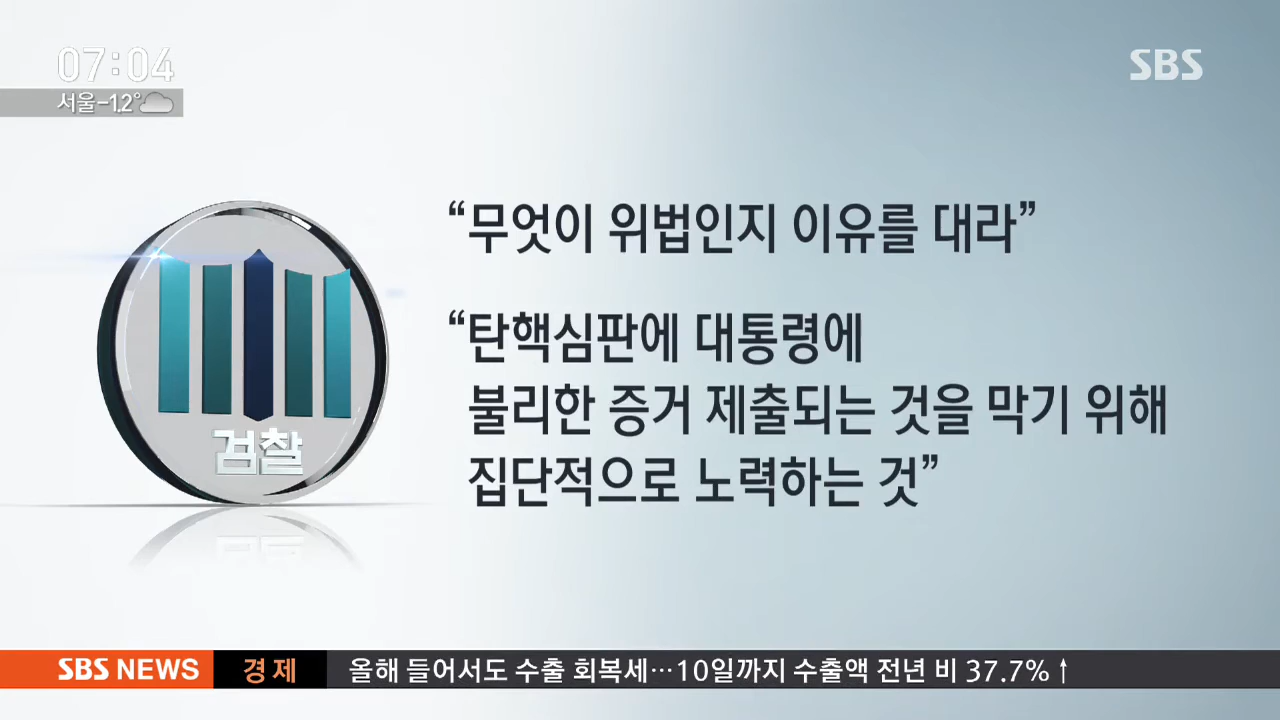 07:04
SBS
서울 -1.2°
“무엇이 위법인지 이유를 대라”
“탄핵심판에 대통령에
불리한 증거 제출되는 것을 막기 위해
집단적으로 노력하는 것”
검찰
SBS NEWS 경제 올해 들어서도 수출 회복세…10일까지 수출액 전년 비 37.7%↑